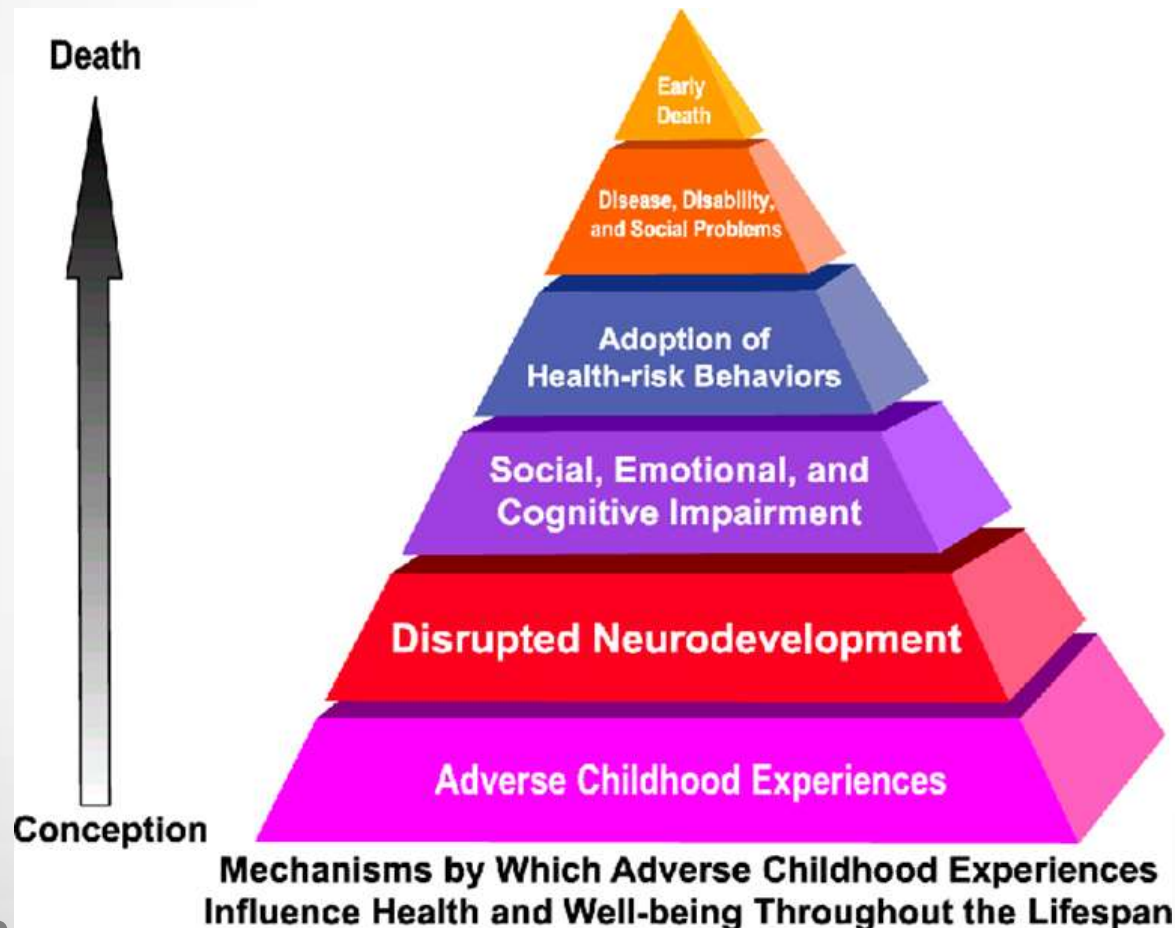 Death
Early
Death
Disease, Disability,
and Social Problems
Adoption of
Health-risk Behaviors
Social, Emotional, and
Cognitive Impairment
Disrupted Neurodevelopment
Adverse Childhood Experiences
Conception
Mechanisms by Which Adverse Childhood Experiences
Influence Health and Well-being Throughout the Lifespan